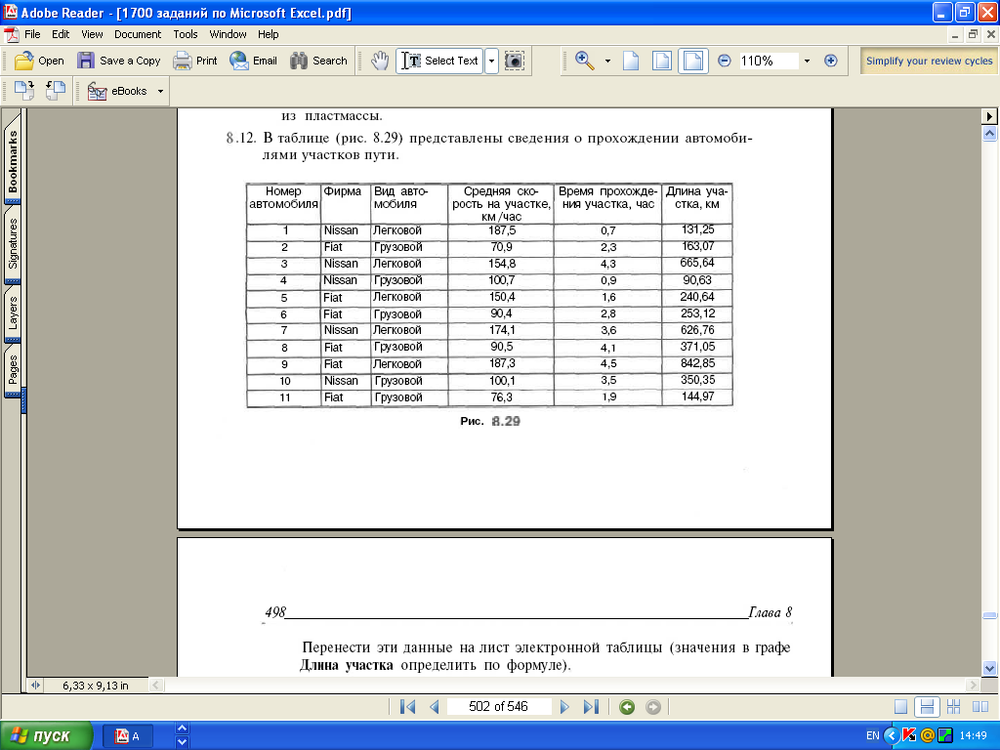 Adobe Reader - [1700 заданий по Microsoft Excel.pdf]
File Edit View Document Tools Window Help
Open Save a Copy Print Email Search Select Text 110% Simplify your review cycles
eBooks
Bookmarks
Signatures
Layers
Pages
из пластмассы.
8.12. В таблице (рис. 8.29) представлены сведения о прохождении автомоби-
лями участков пути.
Номер автомобиля Фирма Вид авто- мобиля Средняя ско- рость на участке, км /час Время прохожде- ния участка, час Длина уча- стка, км
1 Nissan Легковой 187,5 0,7 131,25
2 Fiat Грузовой 70,9 2,3 163,07
3 Nissan Легковой 154,8 4,3 665,64
4 Nissan Грузовой 100,7 0,9 90,63
5 Fiat Легковой 150,4 1,6 240,64
6 Fiat Грузовой 90,4 2,8 253,12
7 Nissan Легковой 174,1 3,6 626,76
8 Fiat Грузовой 90,5 4,1 371,05
9 Fiat Легковой 187,3 4,5 842,85
10 Nissan Грузовой 100,1 3,5 350,35
11 Fiat Грузовой 76,3 1,9 144,97
Рис. 8.29
498 Глава 8
Перенести эти данные на лист электронной таблицы (значения в графе
Длина участка определить по формуле).
6,33 x 9,13 in
502 of 546
пуск A EN 14:49